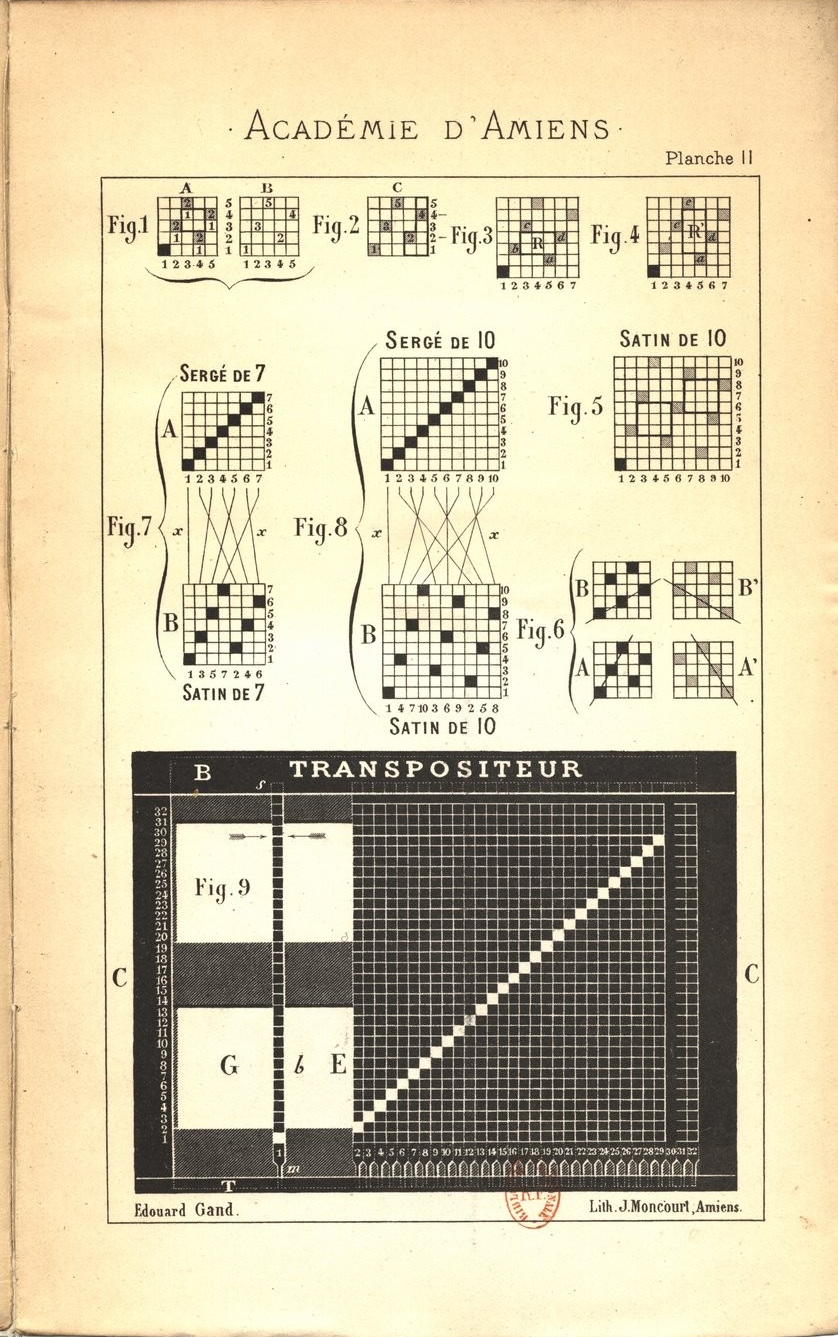 · ACADÉMIE D'AMIENS ·
Planche II
Fig.1
A
2
1 2
2 1
1 2
1
1 2 3 4 5
B
5
4
3
2
1
1 2 3 4 5
5
4
3
2
1
Fig.2
C
5
4
3
2
1
5
4
3
2
1
Fig.3
c
b R d
a
1 2 3 4 5 6 7
Fig.4
e
c R' d
a
1 2 3 4 5 6 7
SERGÉ DE 7
A
7
6
5
4
3
2
1
1 2 3 4 5 6 7
Fig.7
x x
B
7
6
5
4
3
2
1
1 3 5 7 2 4 6
SATIN DE 7
SERGÉ DE 10
A
10
9
8
7
6
5
4
3
2
1
1 2 3 4 5 6 7 8 9 10
Fig.8
x x
B
10
9
8
7
6
5
4
3
2
1
1 4 7 10 3 6 9 2 5 8
SATIN DE 10
SATIN DE 10
Fig.5
10
9
8
7
6
5
4
3
2
1
1 2 3 4 5 6 7 8 9 10
Fig.6
B B'
A A'
B TRANSPOSITEUR
s
32
31
30
29
28
27
26
25
24
23
22
21
20
19
18
17
16
15
14
13
12
11
10
9
8
7
6
5
4
3
2
1
Fig.9
d
C C
G b E
1 2 3 4 5 6 7 8 9 10 11 12 13 14 15 16 17 18 19 20 21 22 23 24 25 26 27 28 29 30 31 32
m
T
R.F.
Edouard Gand.
Lith. J. Moncourt, Amiens.